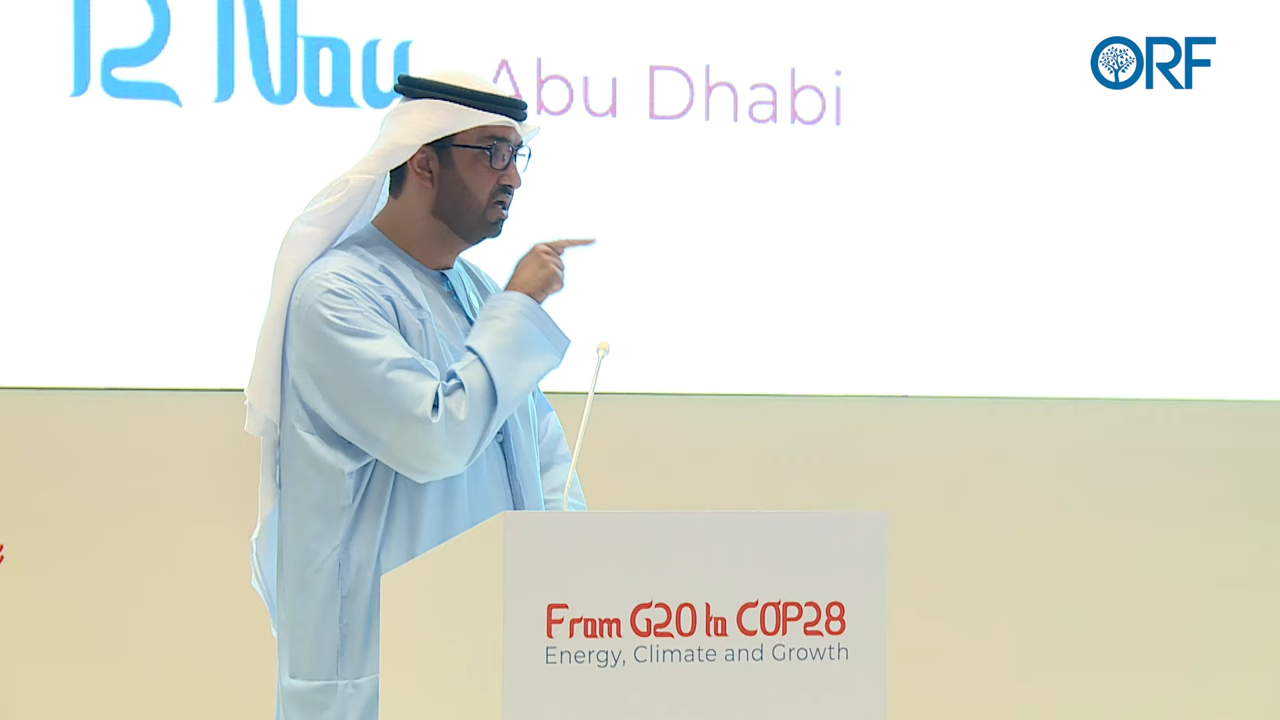 12 Nov
Abu Dhabi
ORF
From G20 to COP28
Energy, Climate and Growth